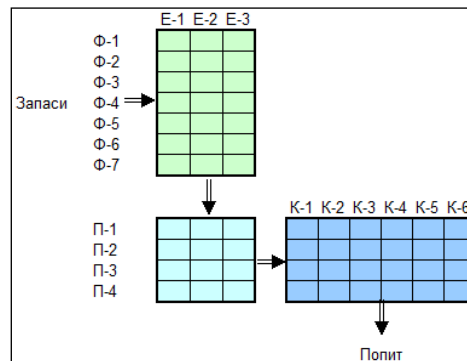 Е-1 Е-2 Е-3
Ф-1
Ф-2
Ф-3
Запаси Ф-4
Ф-5
Ф-6
Ф-7
К-1 К-2 К-3 К-4 К-5 К-6
П-1
П-2
П-3
П-4
Попит